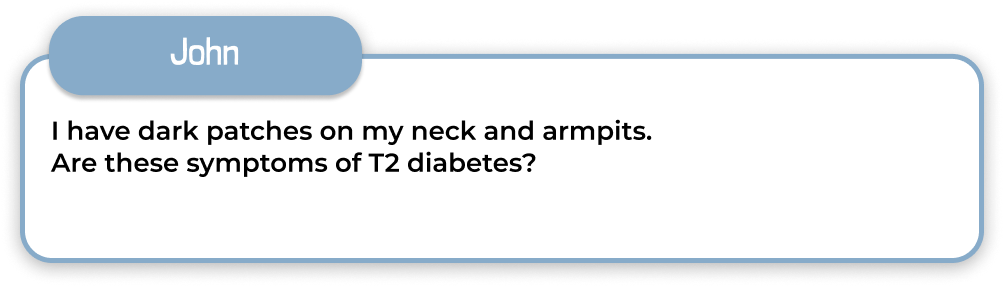 John
I have dark patches on my neck and armpits.
Are these symptoms of T2 diabetes?